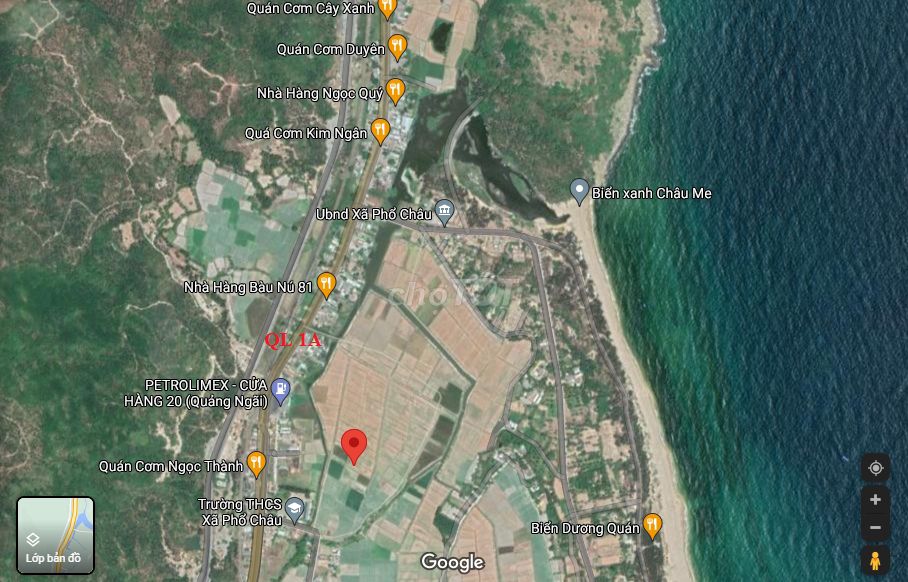 Quán Cơm Cây Xanh
Quán Cơm Duyên
Nhà Hàng Ngọc Quý
Quá Cơm Kim Ngân
Biển xanh Châu Me
Ubnd Xã Phổ Châu
Nhà Hàng Bàu Nú 81
choTỐT
QL 1A
PETROLIMEX - CỬA
HÀNG 20 (Quảng Ngãi)
Quán Cơm Ngọc Thành
Trường THCS
Xã Phổ Châu
Biển Dương Quán
Lớp bản đồ
Google